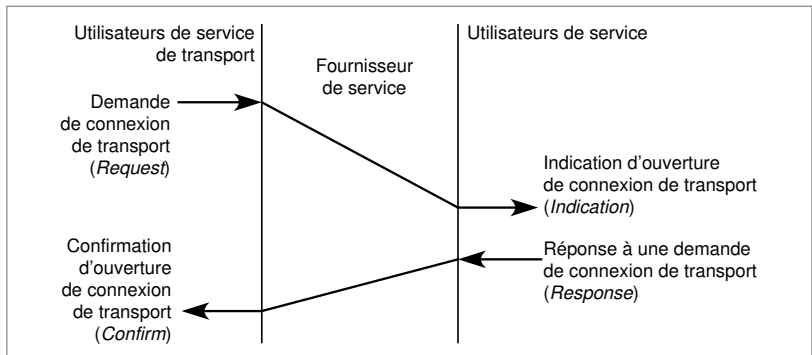 Utilisateurs de service
de transport
Fournisseur
de service
Utilisateurs de service
Demande
de connexion
de transport
(Request)
Indication d'ouverture
de connexion de transport
(Indication)
Confirmation
d'ouverture
de connexion
de transport
(Confirm)
Réponse à une demande
de connexion de transport
(Response)